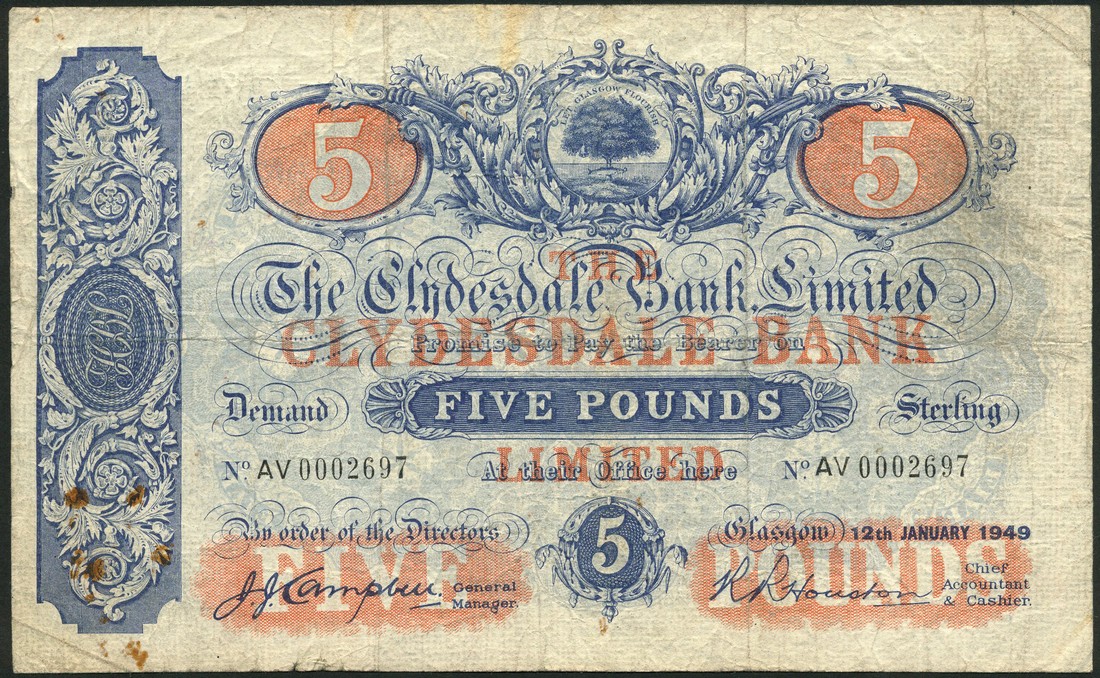 5
LET GLASGOW FLOURISH
5
The Clydesdale Bank, Limited
THE
CLYDESDALE BANK
LIMITED
Promise to Pay the Bearer on
Demand FIVE POUNDS Sterling
No. AV 0002697 At their Office here No. AV 0002697
By order of the Directors
5
Glasgow 12th JANUARY 1949
FIVE
POUNDS
J.J. Campbell. General
Manager.
R R Houston Chief
Accountant
& Cashier.